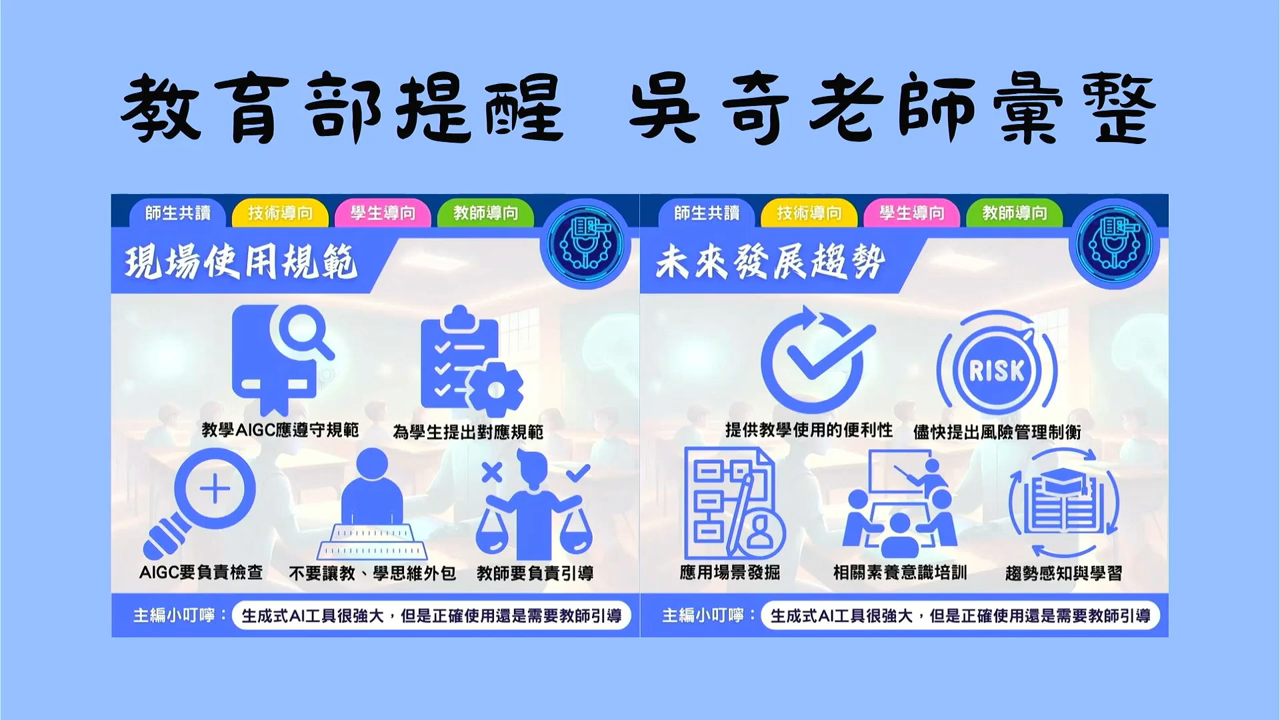 教育部提醒 吳奇老師彙整
師生共讀 技術導向 學生導向 教師導向
現場使用規範
教學AIGC應遵守規範 為學生提出對應規範
AIGC要負責檢查 不要讓教、學思維外包 教師要負責引導
主編小叮嚀： 生成式AI工具很強大，但是正確使用還是需要教師引導
師生共讀 技術導向 學生導向 教師導向
未來發展趨勢
RISK
提供教學使用的便利性 儘快提出風險管理制衡
應用場景發掘 相關素養意識培訓 趨勢感知與學習
主編小叮嚀： 生成式AI工具很強大，但是正確使用還是需要教師引導